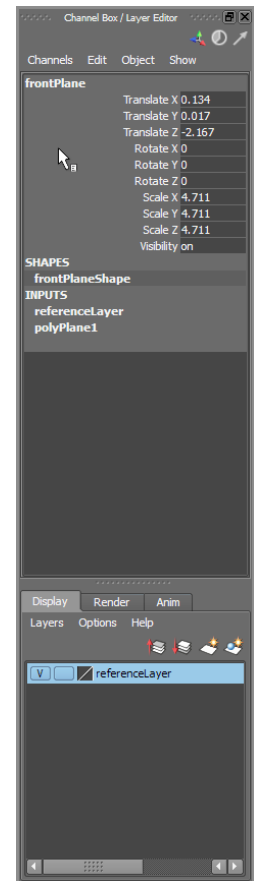 Channel Box / Layer Editor
Channels Edit Object Show
frontPlane
Translate X 0.134
Translate Y 0.017
Translate Z -2.167
Rotate X 0
Rotate Y 0
Rotate Z 0
Scale X 4.711
Scale Y 4.711
Scale Z 4.711
Visibility on
SHAPES
frontPlaneShape
INPUTS
referenceLayer
polyPlane1
Display Render Anim
Layers Options Help
V referenceLayer